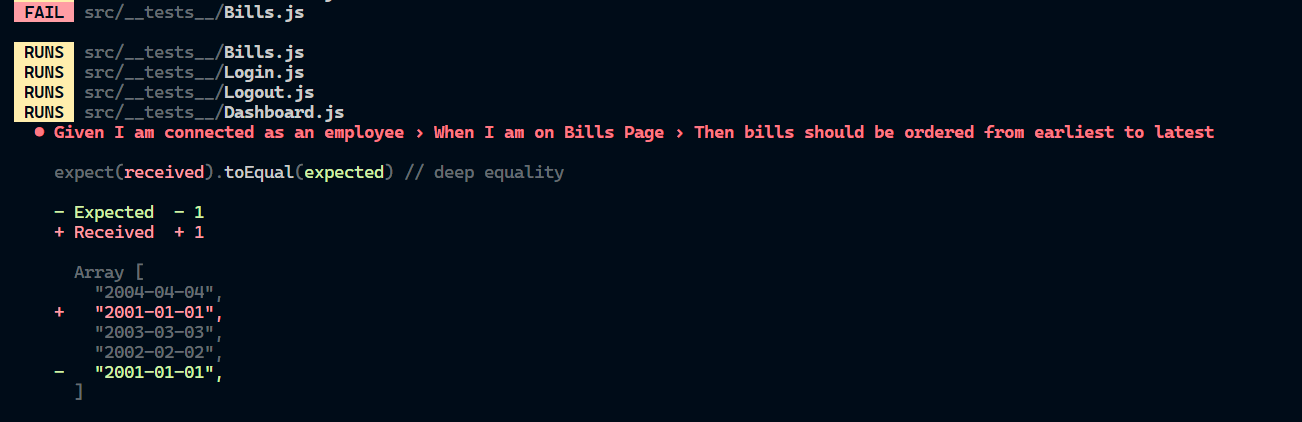 FAIL src/__tests__/Bills.js
RUNS src/__tests__/Bills.js
RUNS src/__tests__/Login.js
RUNS src/__tests__/Logout.js
RUNS src/__tests__/Dashboard.js
● Given I am connected as an employee › When I am on Bills Page › Then bills should be ordered from earliest to latest
expect(received).toEqual(expected) // deep equality
- Expected - 1
+ Received + 1
Array [
"2004-04-04",
+ "2001-01-01",
"2003-03-03",
"2002-02-02",
- "2001-01-01",
]